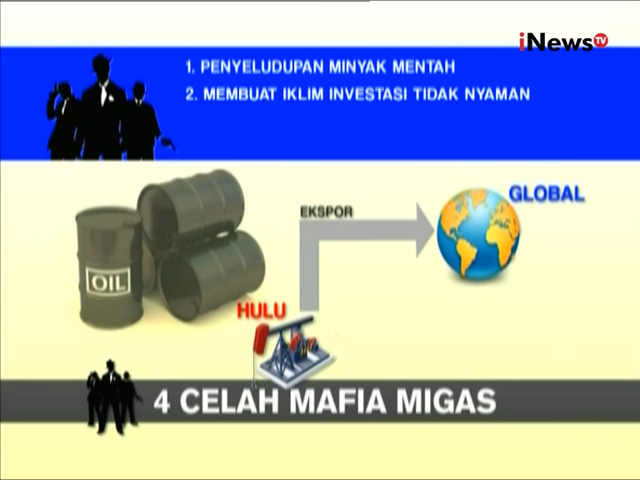 iNews TV
1. PENYELUDUPAN MINYAK MENTAH
2. MEMBUAT IKLIM INVESTASI TIDAK NYAMAN
GLOBAL
EKSPOR
OIL
HULU
4 CELAH MAFIA MIGAS